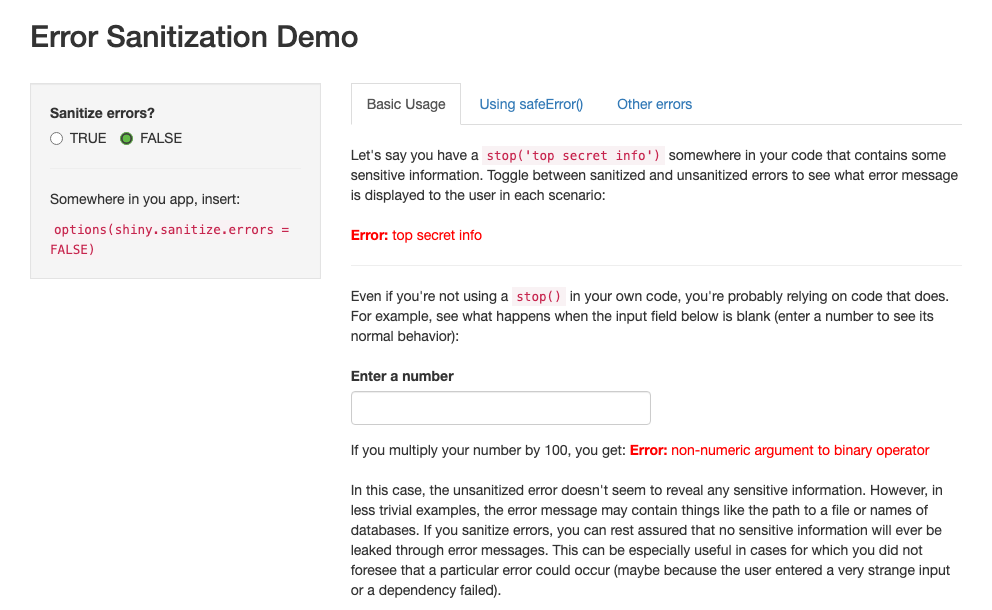 Error Sanitization Demo
Sanitize errors?
TRUE FALSE
Somewhere in you app, insert:
options(shiny.sanitize.errors =
FALSE)
Basic Usage Using safeError() Other errors
Let's say you have a stop('top secret info') somewhere in your code that contains some
sensitive information. Toggle between sanitized and unsanitized errors to see what error message
is displayed to the user in each scenario:
Error: top secret info
Even if you're not using a stop() in your own code, you're probably relying on code that does.
For example, see what happens when the input field below is blank (enter a number to see its
normal behavior):
Enter a number
If you multiply your number by 100, you get: Error: non-numeric argument to binary operator
In this case, the unsanitized error doesn't seem to reveal any sensitive information. However, in
less trivial examples, the error message may contain things like the path to a file or names of
databases. If you sanitize errors, you can rest assured that no sensitive information will ever be
leaked through error messages. This can be especially useful in cases for which you did not
foresee that a particular error could occur (maybe because the user entered a very strange input
or a dependency failed).